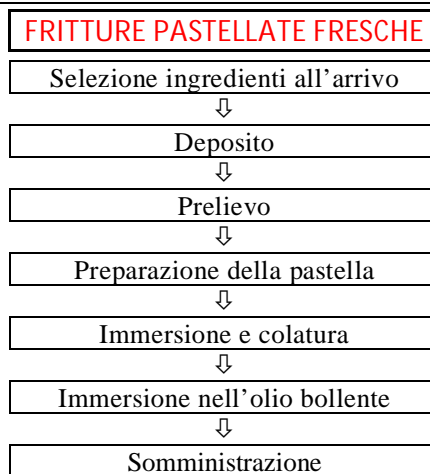 FRITTURE PASTELLATE FRESCHE
Selezione ingredienti all'arrivo
⇩
Deposito
⇩
Prelievo
⇩
Preparazione della pastella
⇩
Immersione e colatura
⇩
Immersione nell'olio bollente
⇩
Somministrazione